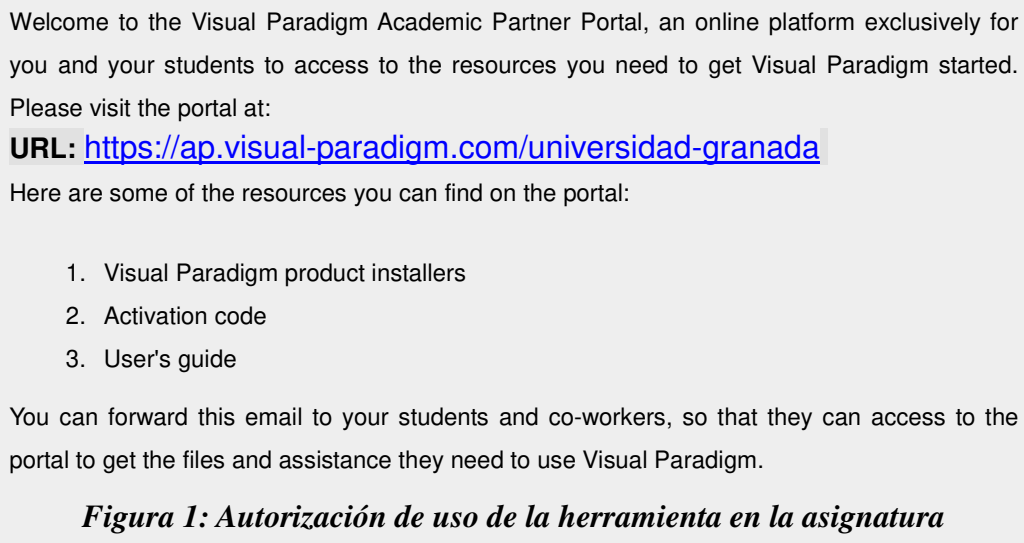 Welcome to the Visual Paradigm Academic Partner Portal, an online platform exclusively for
you and your students to access to the resources you need to get Visual Paradigm started.
Please visit the portal at:
URL: https://ap.visual-paradigm.com/universidad-granada
Here are some of the resources you can find on the portal:
1. Visual Paradigm product installers
2. Activation code
3. User's guide
You can forward this email to your students and co-workers, so that they can access to the
portal to get the files and assistance they need to use Visual Paradigm.
Figura 1: Autorización de uso de la herramienta en la asignatura